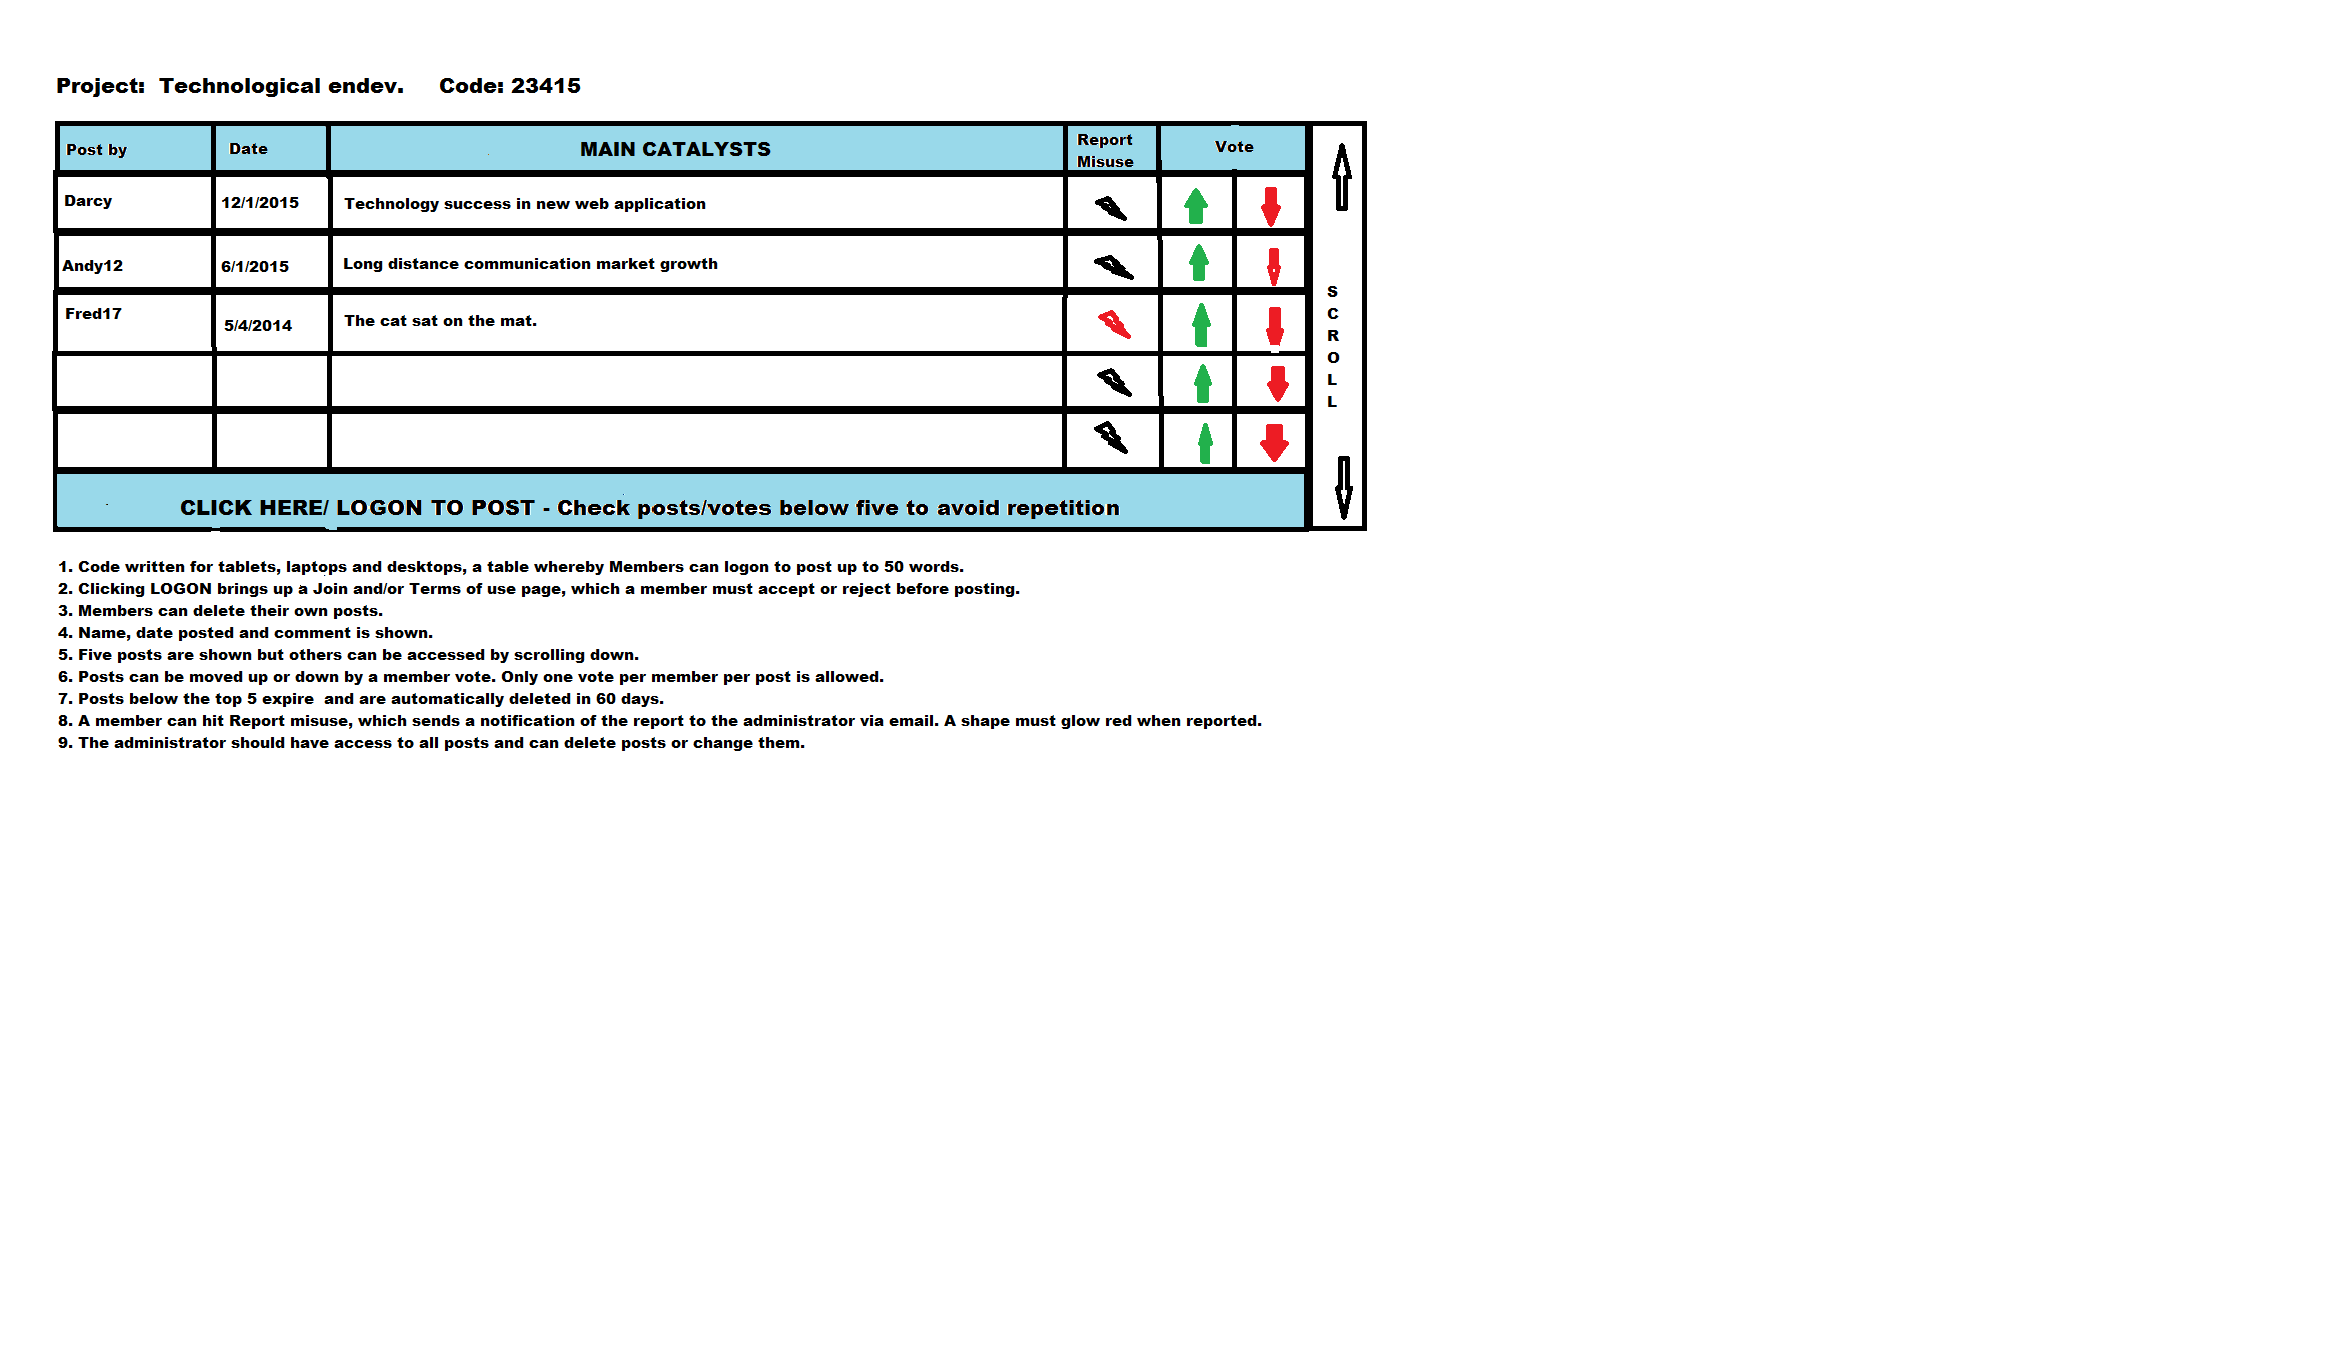 Project:  Technological endev.     Code: 23415
Post by Date MAIN CATALYSTS Report Misuse Vote
Darcy 12/1/2015 Technology success in new web application
Andy12 6/1/2015 Long distance communication market growth
Fred17 5/4/2014 The cat sat on the mat.
S
C
R
O
L
L
CLICK HERE/ LOGON TO POST - Check posts/votes below five to avoid repetition
1. Code written for tablets, laptops and desktops, a table whereby Members can logon to post up to 50 words.
2. Clicking LOGON brings up a Join and/or Terms of use page, which a member must accept or reject before posting.
3. Members can delete their own posts.
4. Name, date posted and comment is shown.
5. Five posts are shown but others can be accessed by scrolling down.
6. Posts can be moved up or down by a member vote. Only one vote per member per post is allowed.
7. Posts below the top 5 expire  and are automatically deleted in 60 days.
8. A member can hit Report misuse, which sends a notification of the report to the administrator via email. A shape must glow red when reported.
9. The administrator should have access to all posts and can delete posts or change them.